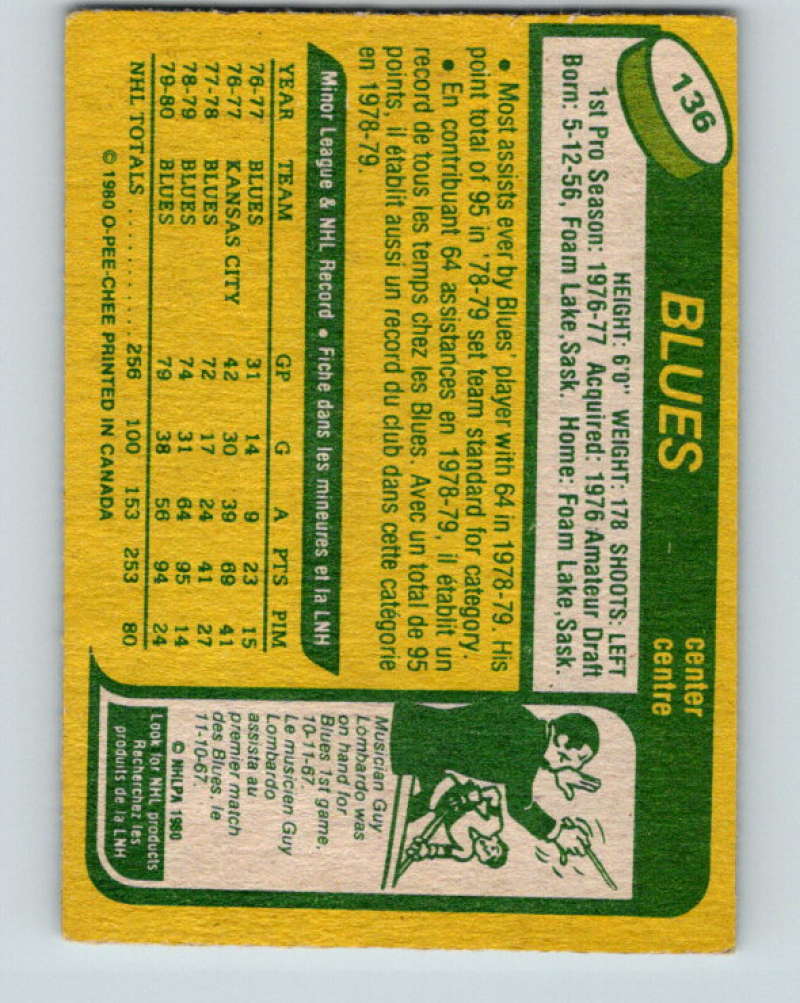 136
BLUES
center
centre
HEIGHT: 6'0" WEIGHT: 178 SHOOTS: LEFT
1st Pro Season: 1976-77 Acquired: 1976 Amateur Draft
Born: 5-12-56, Foam Lake, Sask. Home: Foam Lake, Sask.
• Most assists ever by Blues' player with 64 in 1978-79. His
point total of 95 in '78-79 set team standard for category.
• En contribuant 64 assistances en 1978-79, il établit un
record de tous les temps chez les Blues. Avec un total de 95
points, il établit aussi un record du club dans cette catégorie
en 1978-79.
Minor League & NHL Record • Fiche dans les mineures et la LNH
YEAR TEAM GP G A PTS PIM
76-77 BLUES 31 14 9 23 15
76-77 KANSAS CITY 42 30 39 69 41
77-78 BLUES 72 17 24 41 27
78-79 BLUES 74 31 64 95 14
79-80 BLUES 79 38 56 94 24
NHL TOTALS ............ 256 100 153 253 80
© 1980 O-PEE-CHEE PRINTED IN CANADA
Musician Guy
Lombardo was
on hand for
Blues 1st game,
10-11-67.
Le musicien Guy
Lombardo
assista au
premier match
des Blues le
11-10-67.
© NHLPA 1980
Look for NHL products
Recherchez les
produits de la LNH